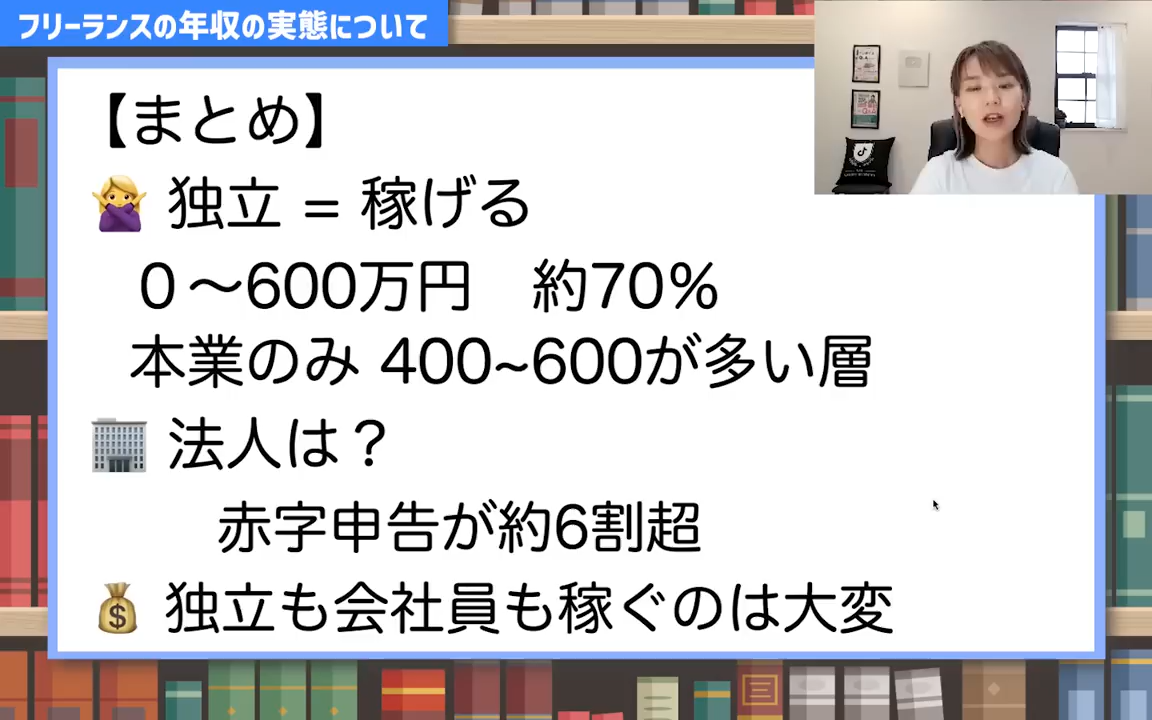 フリーランスの年収の実態について
【まとめ】
🙅‍♀️ 独立 = 稼げる
0〜600万円　約70%
本業のみ 400~600が多い層
🏢 法人は？
赤字申告が約6割超
💰 独立も会社員も稼ぐのは大変